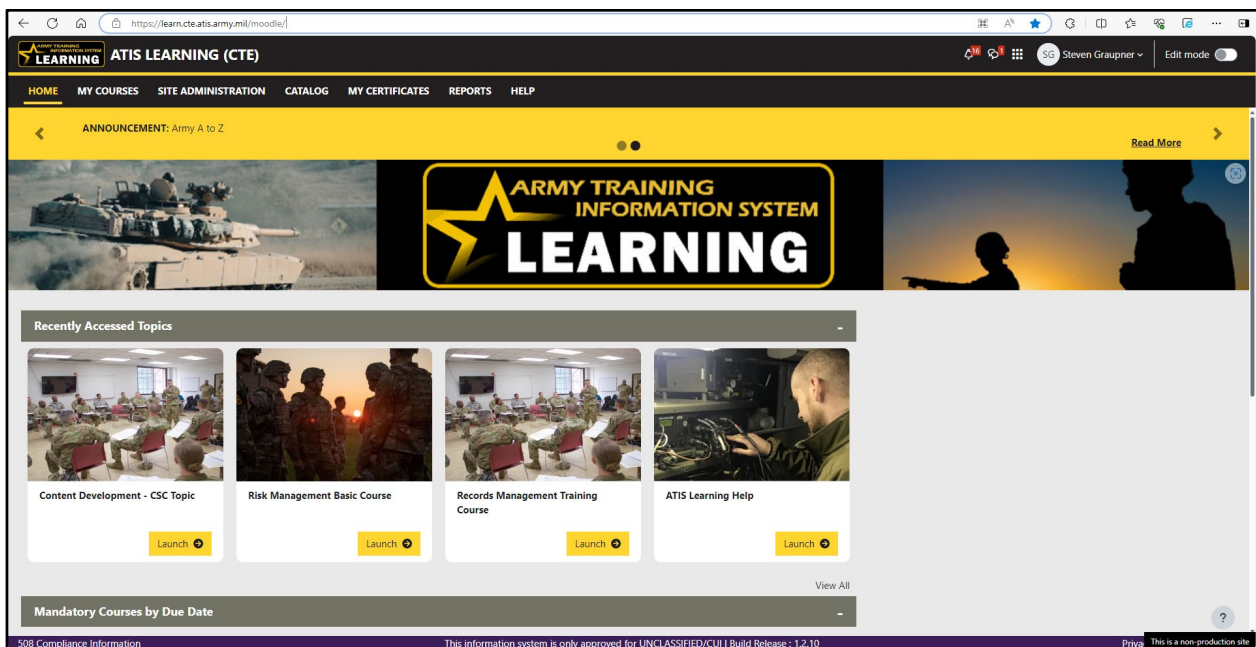 https://learn.cte.atis.army.mil/moodle/
ARMY TRAINING
INFORMATION SYSTEM
LEARNING
ATIS LEARNING (CTE)
16
1
SG
Steven Graupner
Edit mode
HOME
MY COURSES
SITE ADMINISTRATION
CATALOG
MY CERTIFICATES
REPORTS
HELP
ANNOUNCEMENT: Army A to Z
Read More
ARMY TRAINING
INFORMATION SYSTEM
LEARNING
Recently Accessed Topics
-
Content Development - CSC Topic
Launch
Risk Management Basic Course
Launch
Records Management Training
Course
Launch
ATIS Learning Help
Launch
View All
Mandatory Courses by Due Date
-
?
508 Compliance Information
This information system is only approved for UNCLASSIFIED/CUI | Build Release : 1.2.10
Priva
This is a non-production site